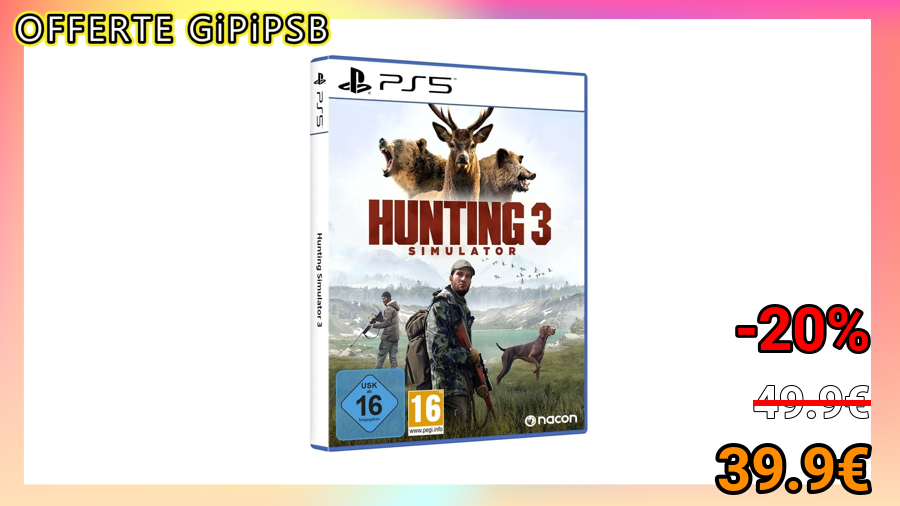 OFFERTE GiPiPSB
PS5
PS5
HUNTING 3
SIMULATOR
Hunting Simulator 3
USK
ab
16
freigegeben
16
www.pegi.info
nacon
-20%
49.9€
39.9€